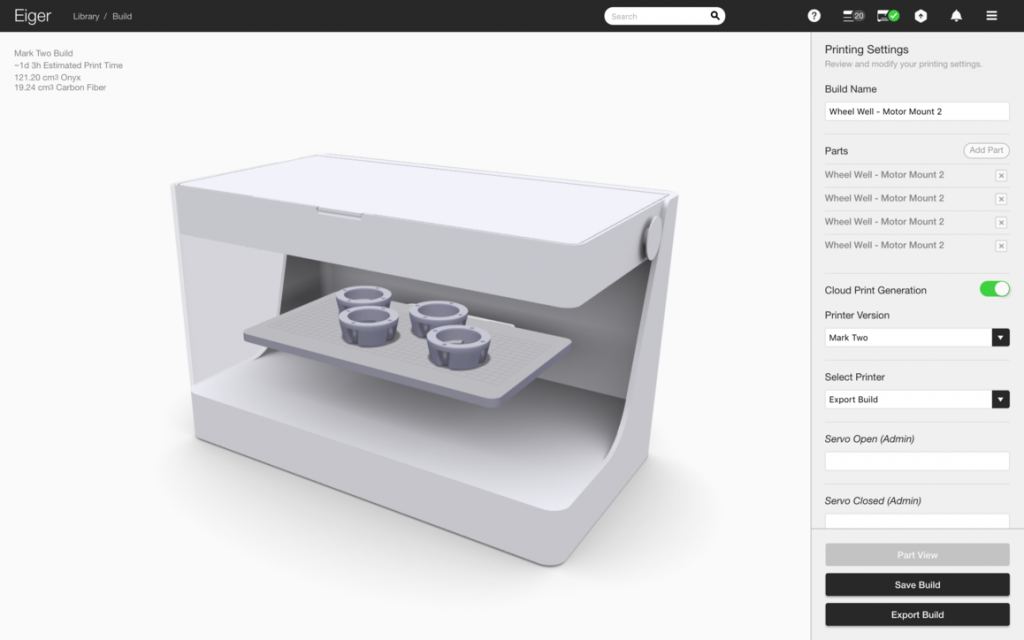 Eiger
Library / Build
Search
?
20
Mark Two Build
~1d 3h Estimated Print Time
121.20 cm3 Onyx
19.24 cm3 Carbon Fiber
Printing Settings
Review and modify your printing settings.
Build Name
Wheel Well - Motor Mount 2
Parts
Add Part
Wheel Well - Motor Mount 2
Wheel Well - Motor Mount 2
Wheel Well - Motor Mount 2
Wheel Well - Motor Mount 2
Cloud Print Generation
Printer Version
Mark Two
Select Printer
Export Build
Servo Open (Admin)
Servo Closed (Admin)
Part View
Save Build
Export Build